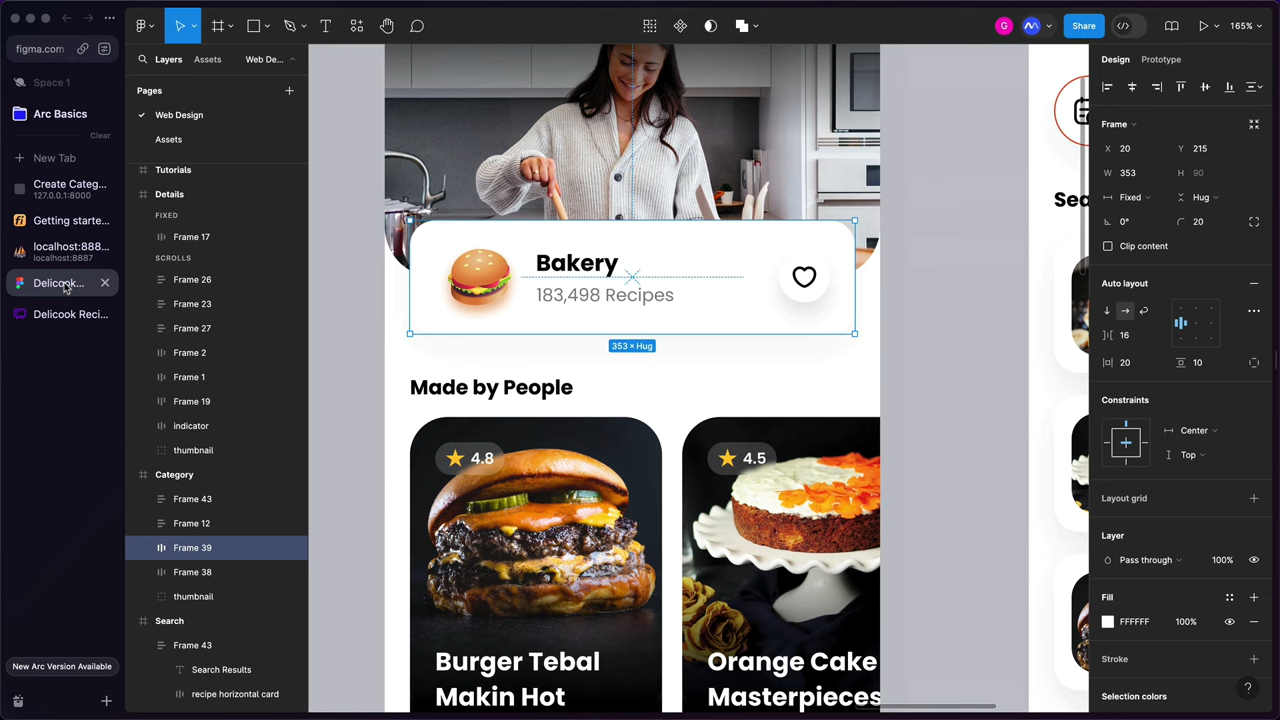 figma.com
Space 1
Arc Basics
Clear
New Tab
Create Categ...
127.0.0.1:8000
Getting starte...
localhost:888...
localhost:8887
Delicook...
Delicook Reci...
New Arc Version Available
Share
165%
G
Layers
Assets
Web De...
Pages
Web Design
Assets
Tutorials
Details
FIXED
Frame 17
SCROLLS
Frame 26
Frame 23
Frame 27
Frame 2
Frame 1
Frame 19
indicator
thumbnail
Category
Frame 43
Frame 12
Frame 39
Frame 38
thumbnail
Search
Frame 43
Search Results
recipe horizontal card
Bakery
183,498 Recipes
353 × Hug
Made by People
4.8
Burger Tebal
Makin Hot
4.5
Orange Cake
Masterpieces
Sea
Design
Prototype
Frame
X 20
Y 215
W 353
H 90
Fixed
Hug
0°
20
Clip content
Auto layout
16
20
10
Constraints
Center
Top
Layout grid
Layer
Pass through
100%
Fill
FFFFFF
100%
Stroke
Selection colors
?